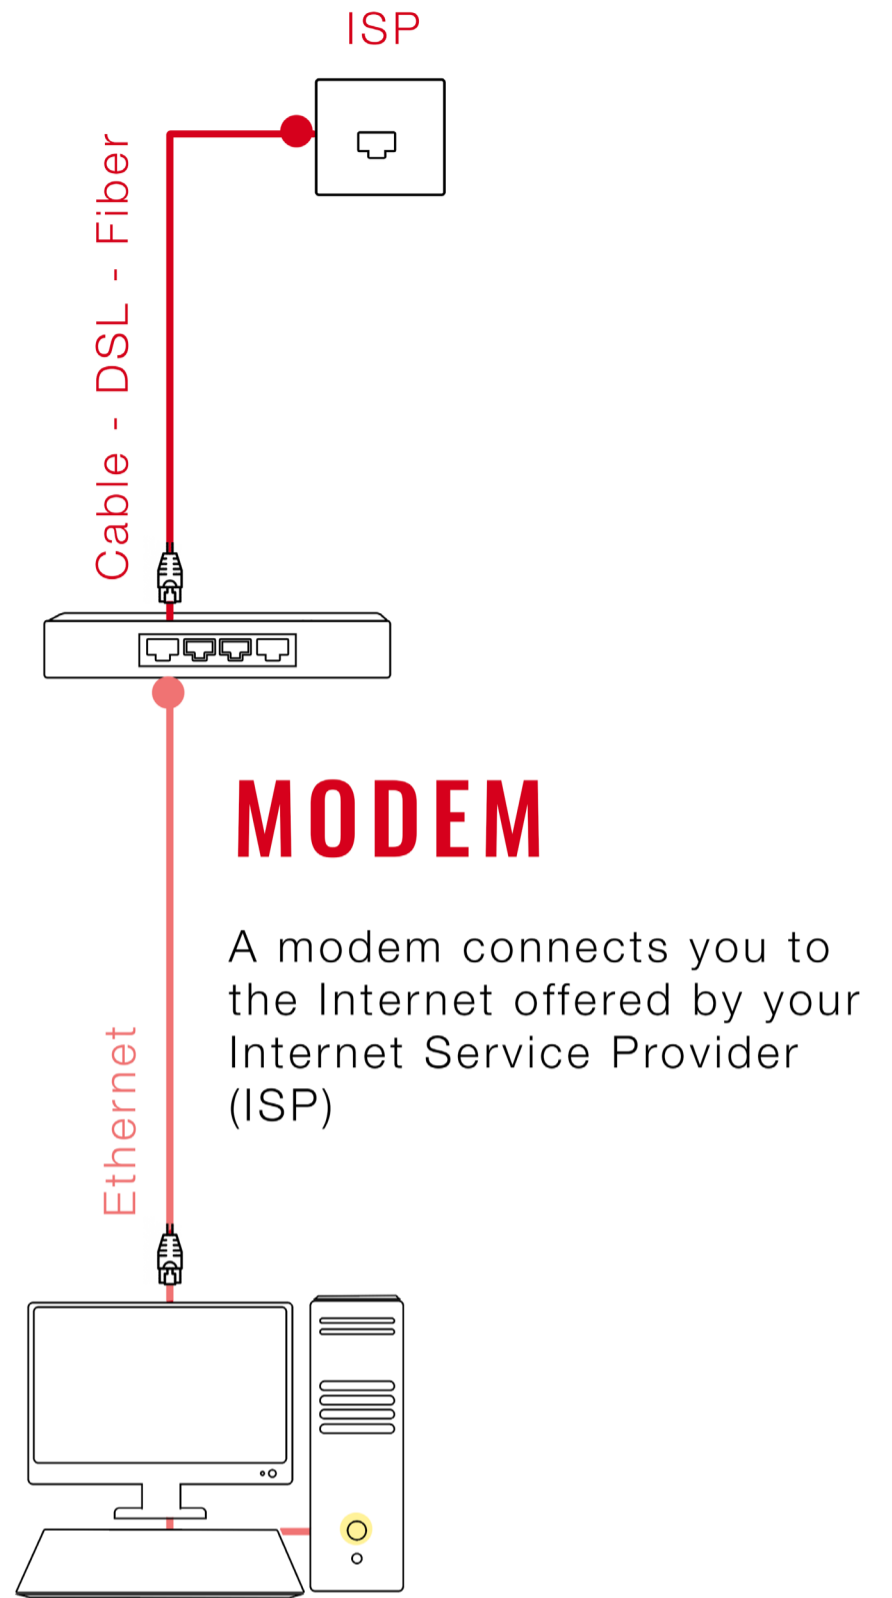 ISP
Cable - DSL - Fiber
MODEM
A modem connects you to
the Internet offered by your
Internet Service Provider
(ISP)
Ethernet